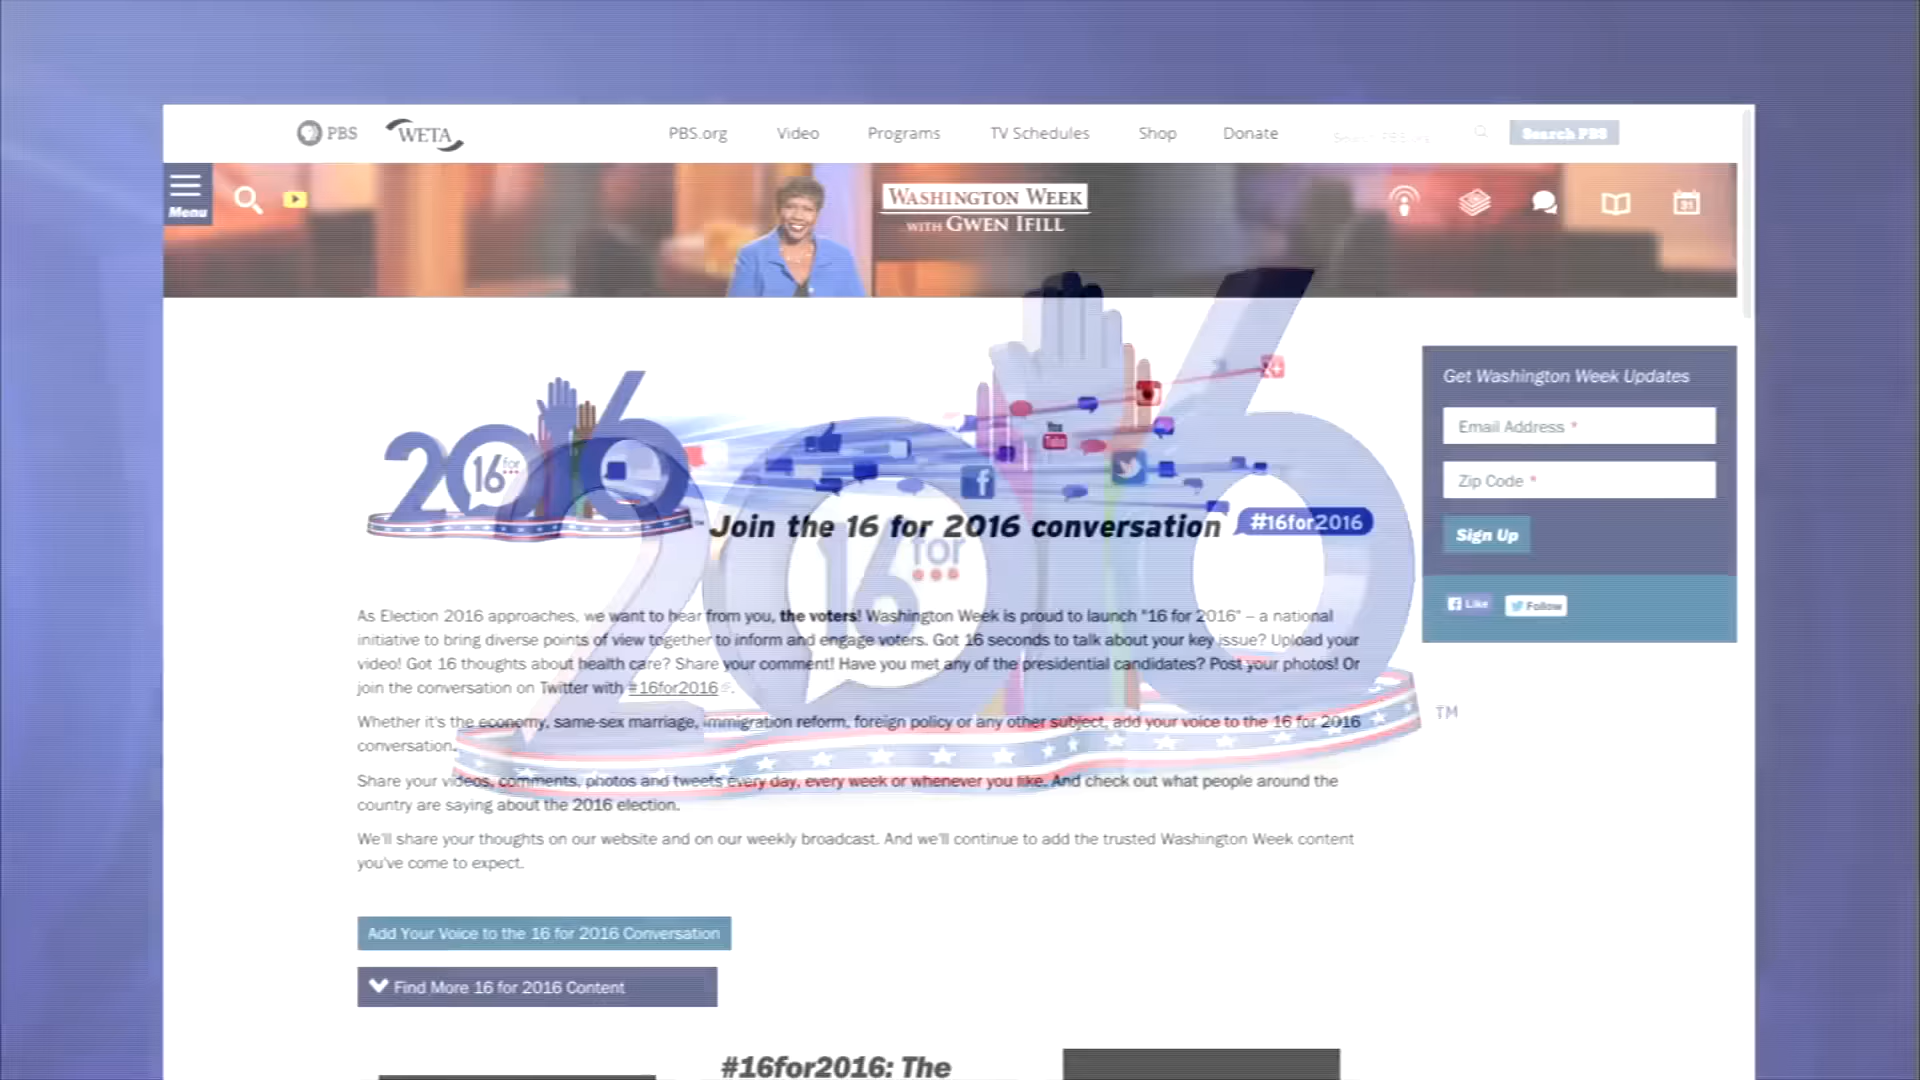 PBS
WETA
PBS.org
Video
Programs
TV Schedules
Shop
Donate
Search PBS
Menu
WASHINGTON WEEK
WITH GWEN IFILL
31
Get Washington Week Updates
Email Address *
Zip Code *
Sign Up
Like
Follow
2016
16 for
You
Tube
Join the 16 for 2016 conversation
#16for2016
2016
16 for
TM
As Election 2016 approaches, we want to hear from you, the voters! Washington Week is proud to launch "16 for 2016" – a national
initiative to bring diverse points of view together to inform and engage voters. Got 16 seconds to talk about your key issue? Upload your
video! Got 16 thoughts about health care? Share your comment! Have you met any of the presidential candidates? Post your photos! Or
join the conversation on Twitter with #16for2016.
Whether it's the economy, same-sex marriage, immigration reform, foreign policy or any other subject, add your voice to the 16 for 2016
conversation.
Share your videos, comments, photos and tweets every day, every week or whenever you like. And check out what people around the
country are saying about the 2016 election.
We'll share your thoughts on our website and on our weekly broadcast. And we'll continue to add the trusted Washington Week content
you've come to expect.
Add Your Voice to the 16 for 2016 Conversation
Find More 16 for 2016 Content
#16for2016: The